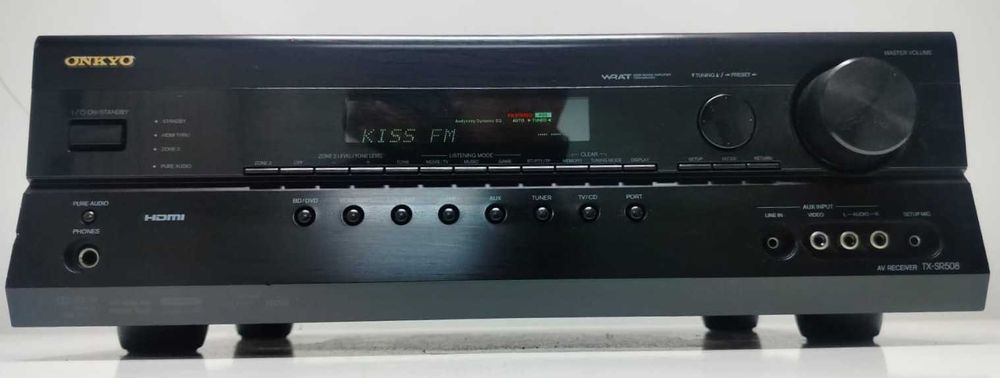 ONKYO
MASTER VOLUME
WRAT
TUNING / PRESET
ON/STANDBY
STANDBY
HDMI THRU
ZONE 2
PURE AUDIO
Audyssey Dynamic EQ
AUTO TUNED
KISS FM
ZONE 2 OFF ZONE 2 LEVEL/TONE LEVEL
- + TONE
LISTENING MODE
MOVIE/TV MUSIC GAME
CLEAR
MEMORY TUNING MODE DISPLAY
SETUP RETURN
PURE AUDIO
HDMI
PHONES
BD/DVD AUX TUNER TV/CD PORT
AUX INPUT
LINE IN VIDEO L-AUDIO-R SETUP MIC
AV RECEIVER TX-SR508